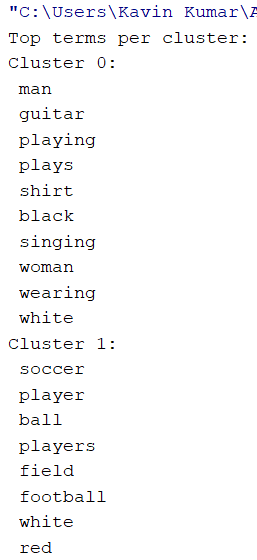 "C:\Users\Kavin Kumar\A
Top terms per cluster:
Cluster 0:
man
guitar
playing
plays
shirt
black
singing
woman
wearing
white
Cluster 1:
soccer
player
ball
players
field
football
white
red